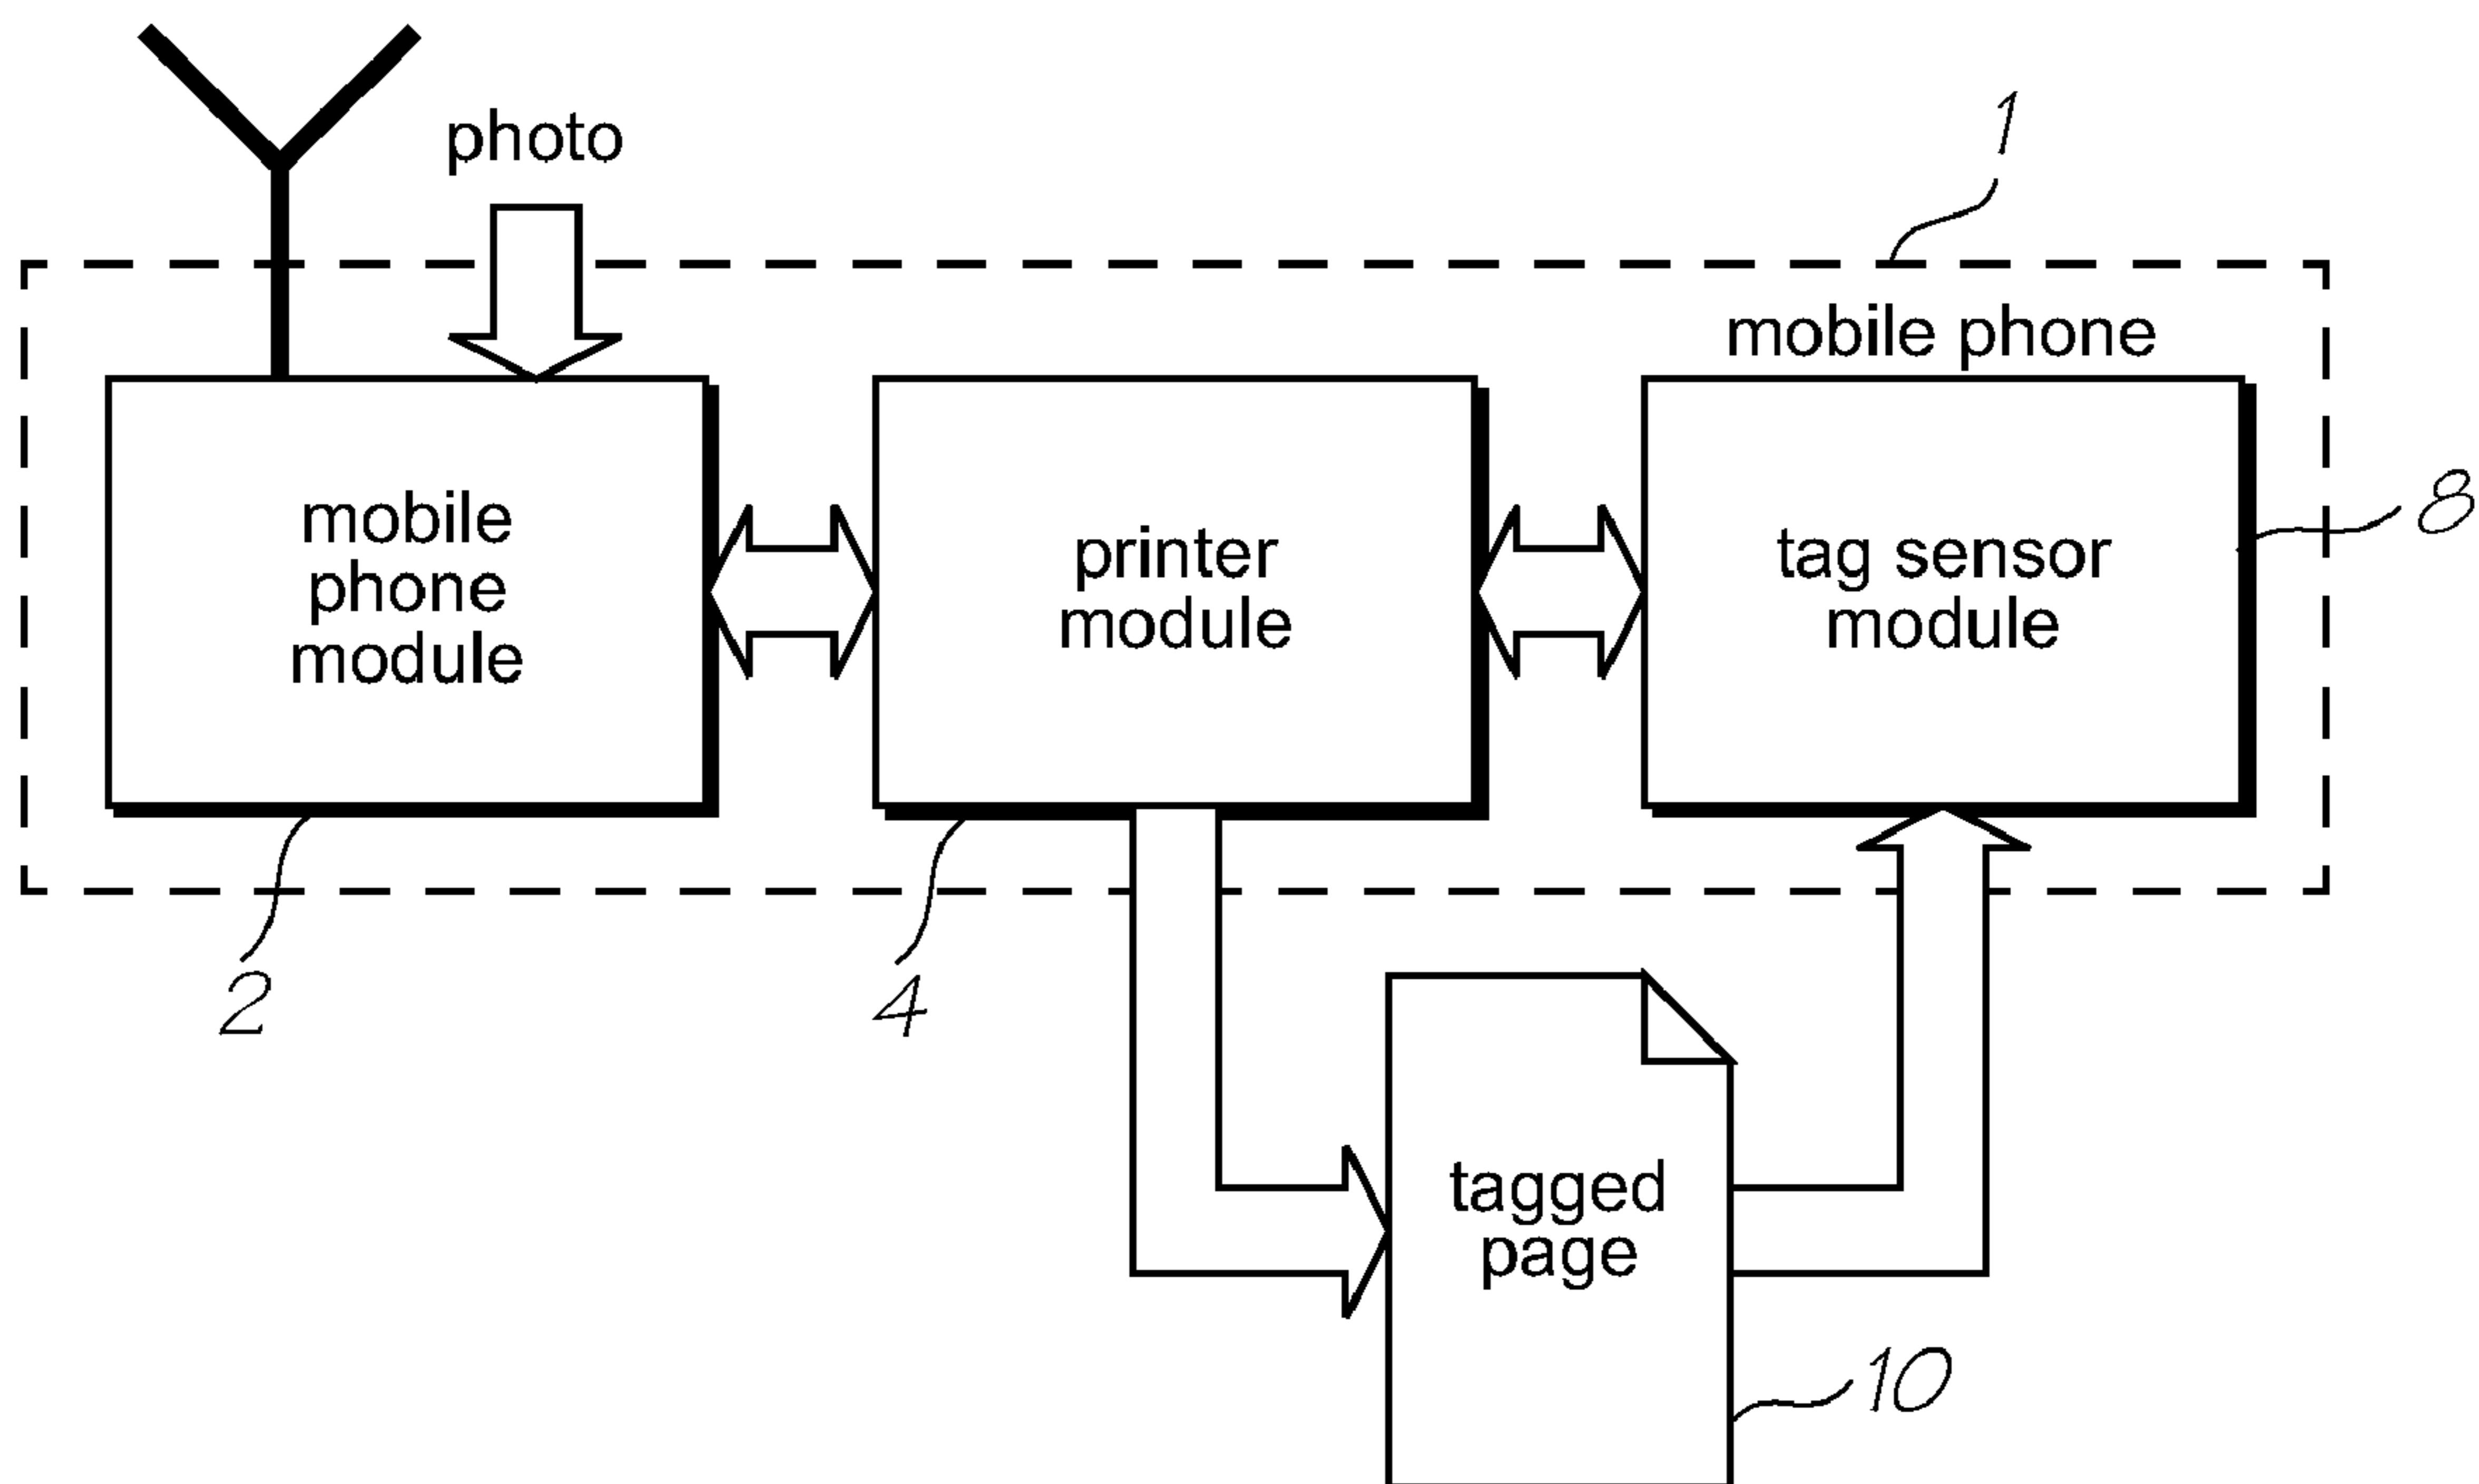 photo
1
mobile phone
mobile
phone
module
printer
module
tag sensor
module
8
2
4
tagged
page
10